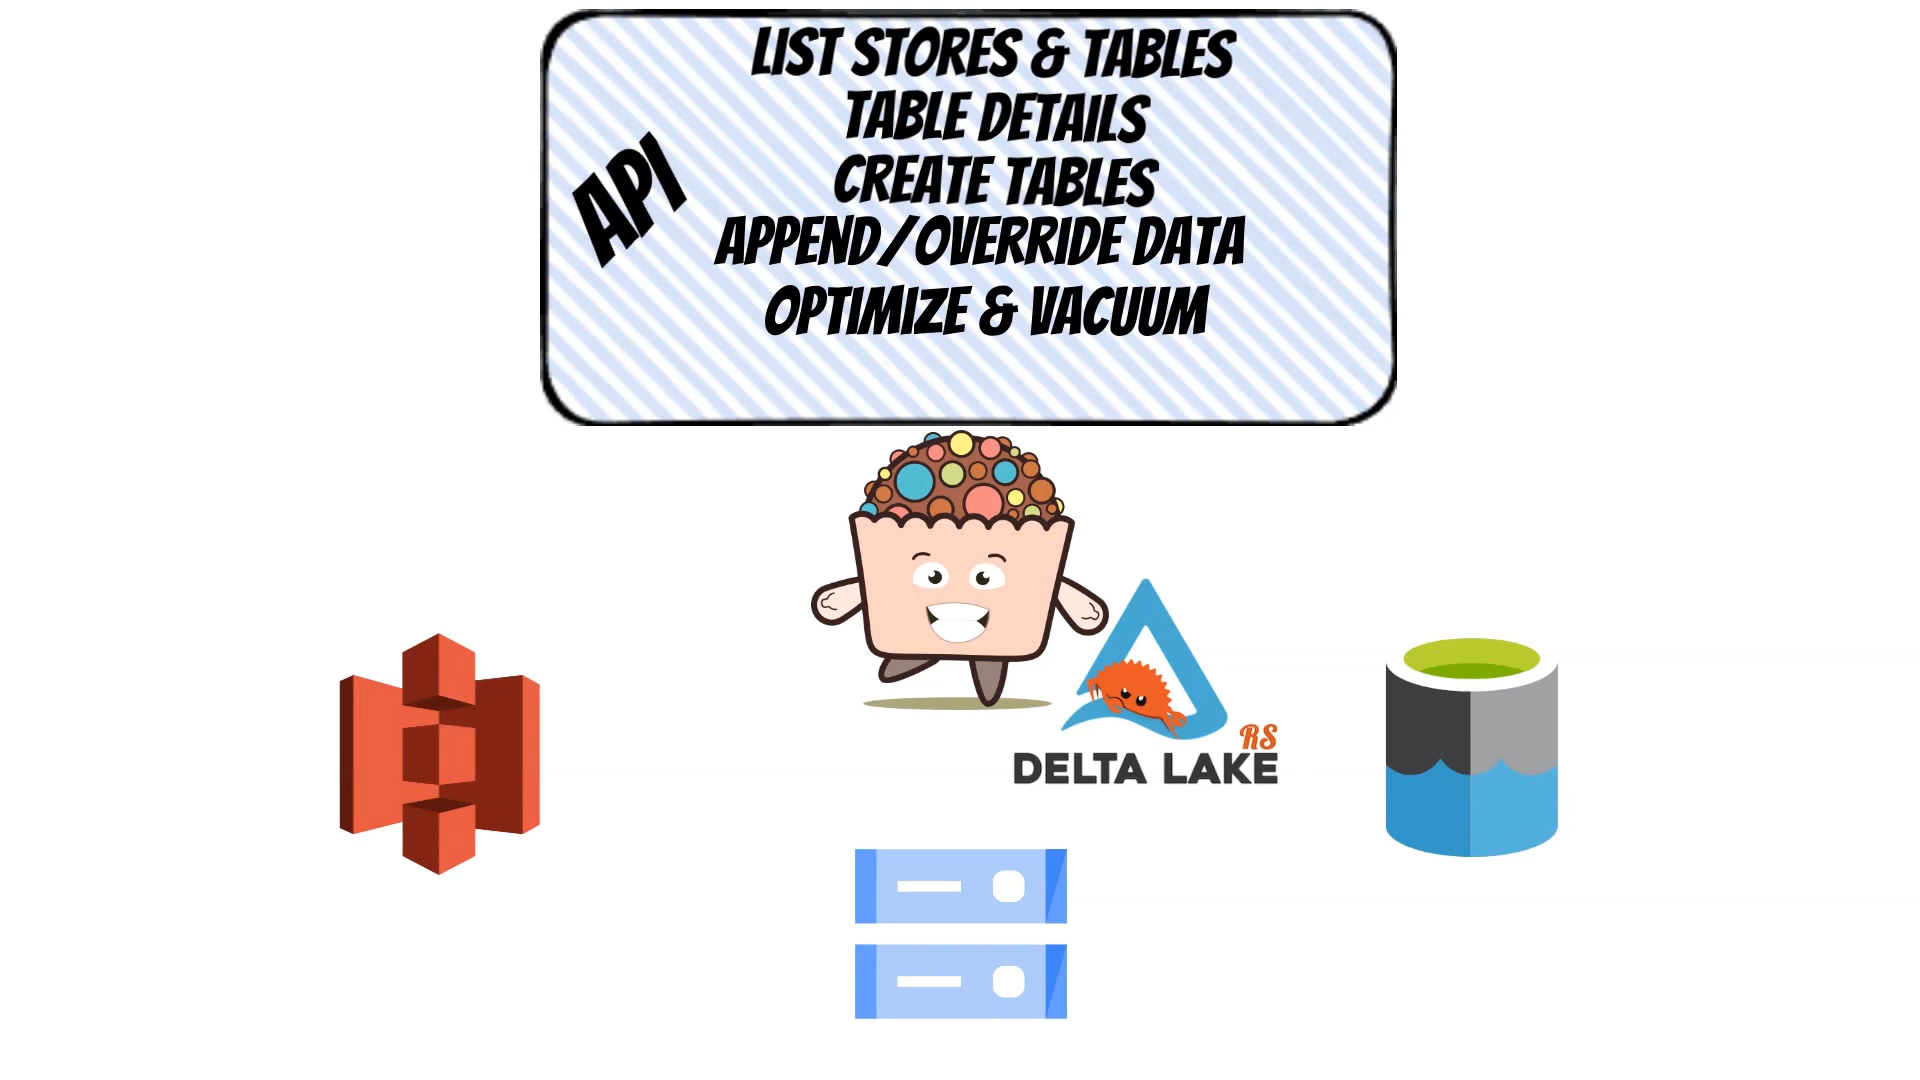 LIST STORES & TABLES
TABLE DETAILS
CREATE TABLES
API
APPEND/OVERRIDE DATA
OPTIMIZE & VACUUM
RS
DELTA LAKE